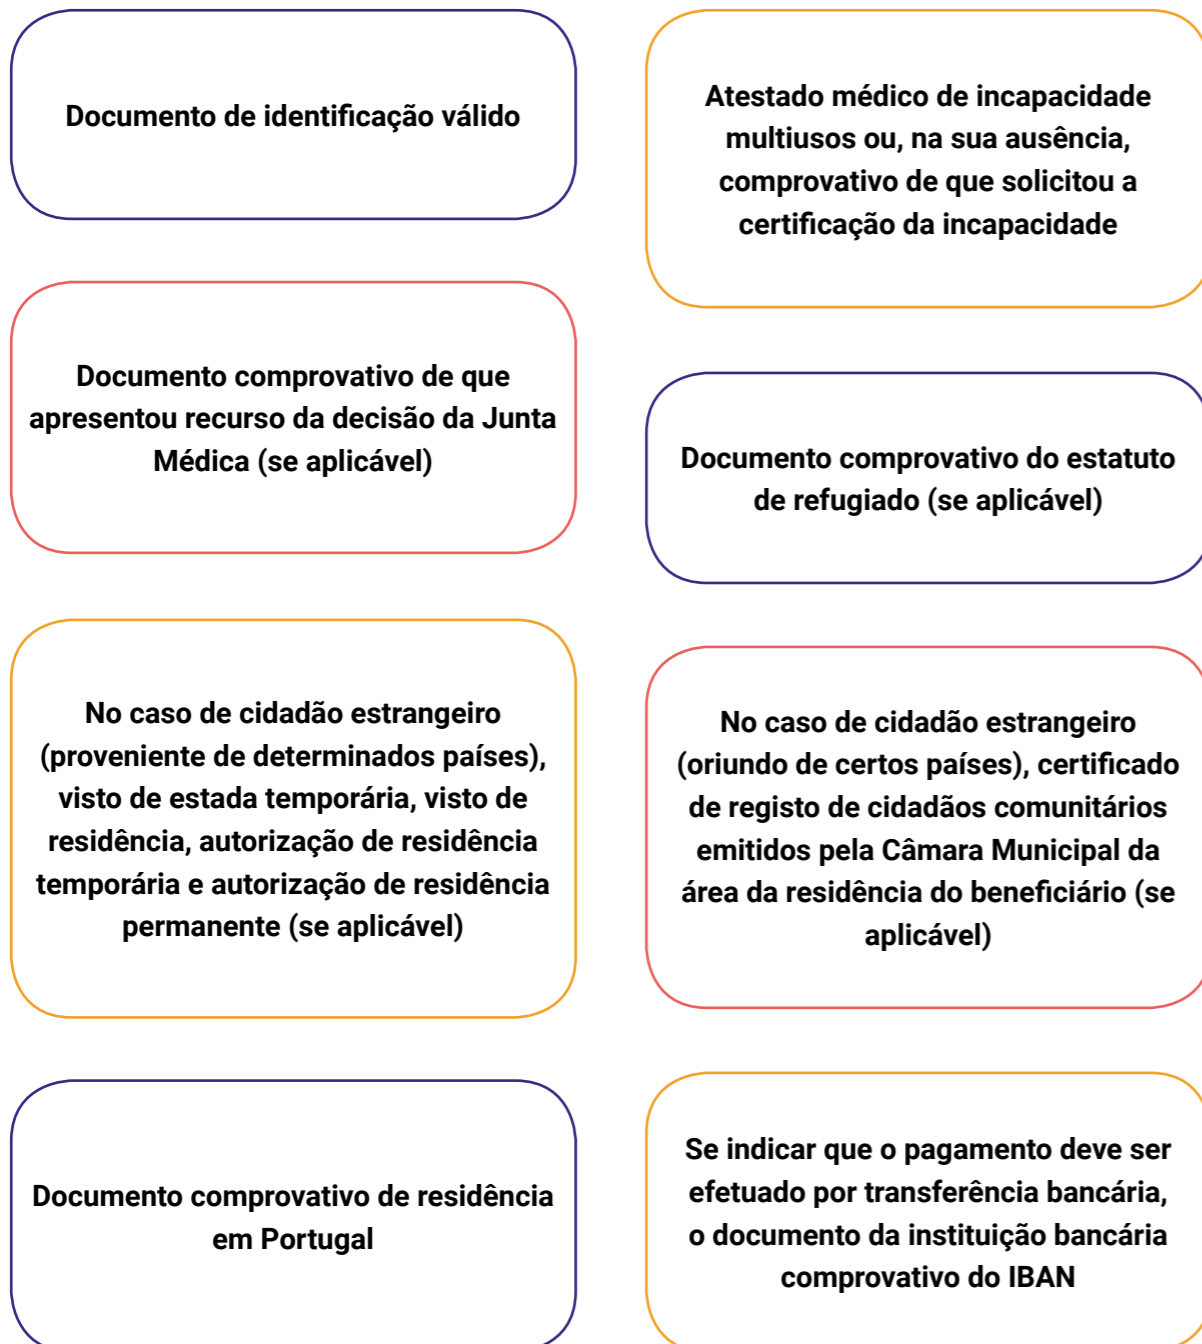 Documento de identificação válido
Atestado médico de incapacidade
multiusos ou, na sua ausência,
comprovativo de que solicitou a
certificação da incapacidade
Documento comprovativo de que
apresentou recurso da decisão da Junta
Médica (se aplicável)
Documento comprovativo do estatuto
de refugiado (se aplicável)
No caso de cidadão estrangeiro
(proveniente de determinados países),
visto de estada temporária, visto de
residência, autorização de residência
temporária e autorização de residência
permanente (se aplicável)
No caso de cidadão estrangeiro
(oriundo de certos países), certificado
de registo de cidadãos comunitários
emitidos pela Câmara Municipal da
área da residência do beneficiário (se
aplicável)
Documento comprovativo de residência
em Portugal
Se indicar que o pagamento deve ser
efetuado por transferência bancária,
o documento da instituição bancária
comprovativo do IBAN